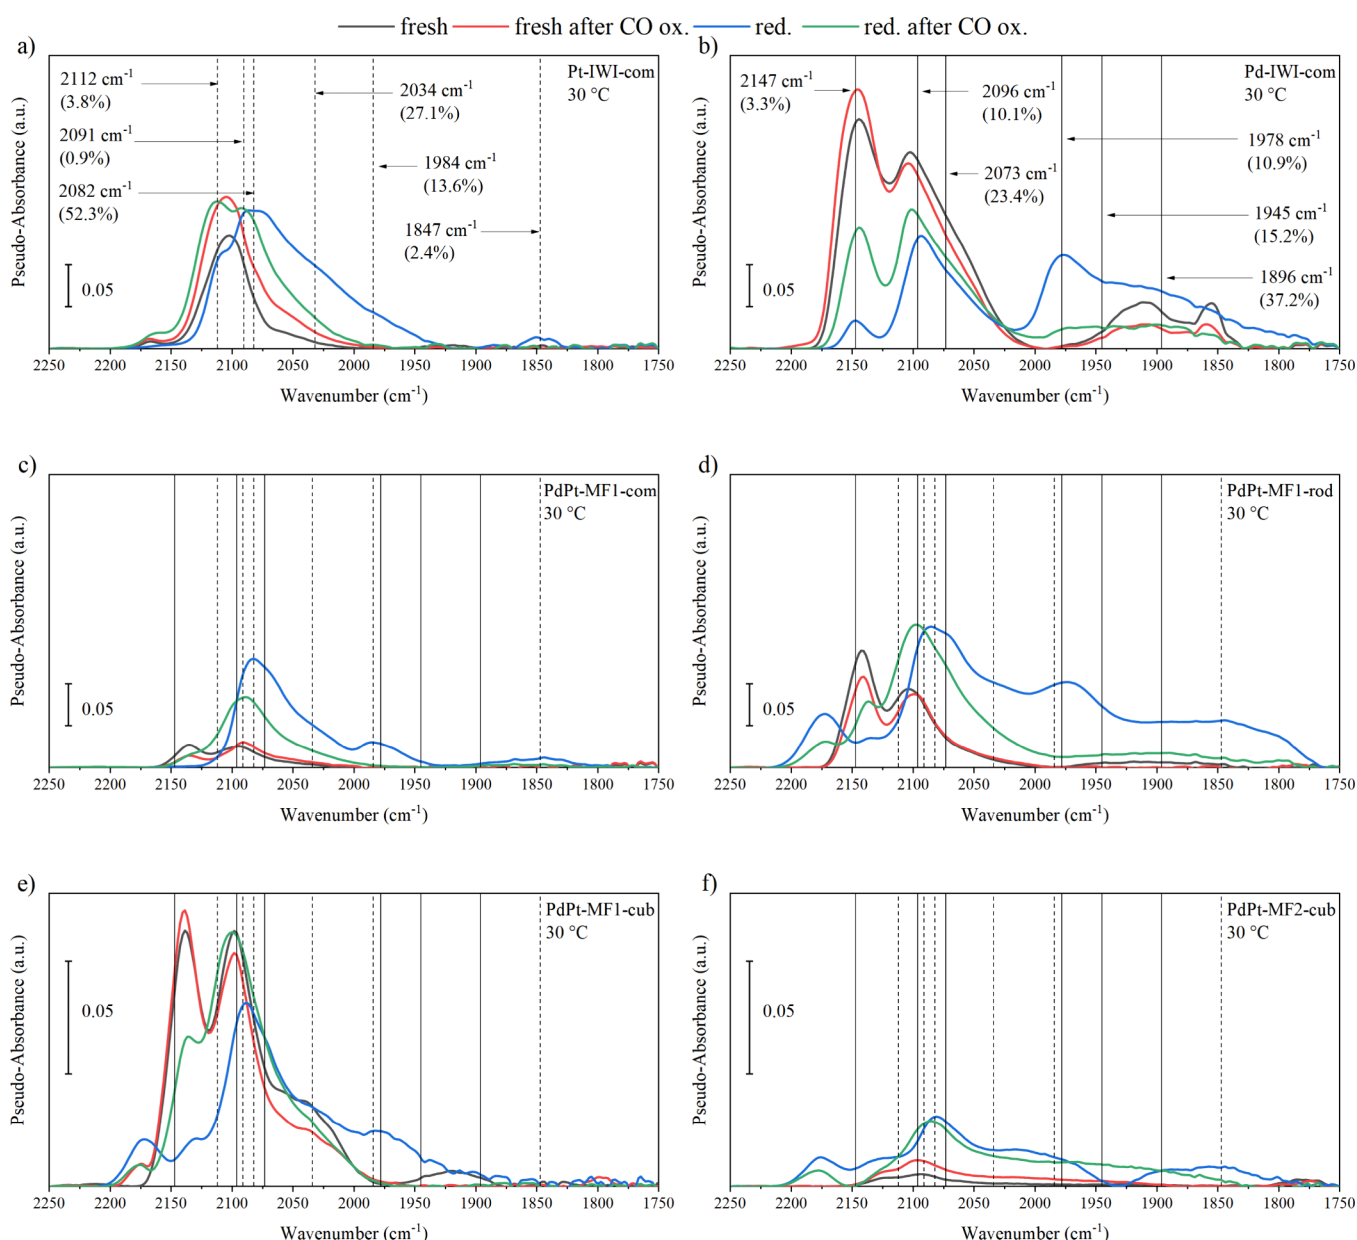 fresh fresh after CO ox. red. red. after CO ox.
a)
Pt-IWI-com
30 °C
2112 cm⁻¹
(3.8%)
2091 cm⁻¹
(0.9%)
2082 cm⁻¹
(52.3%)
2034 cm⁻¹
(27.1%)
1984 cm⁻¹
(13.6%)
1847 cm⁻¹
(2.4%)
0.05
Pseudo-Absorbance (a.u.)
2250 2200 2150 2100 2050 2000 1950 1900 1850 1800 1750
Wavenumber (cm⁻¹)
b)
Pd-IWI-com
30 °C
2147 cm⁻¹
(3.3%)
2096 cm⁻¹
(10.1%)
2073 cm⁻¹
(23.4%)
1978 cm⁻¹
(10.9%)
1945 cm⁻¹
(15.2%)
1896 cm⁻¹
(37.2%)
0.05
Pseudo-Absorbance (a.u.)
2250 2200 2150 2100 2050 2000 1950 1900 1850 1800 1750
Wavenumber (cm⁻¹)
c)
PdPt-MF1-com
30 °C
0.05
Pseudo-Absorbance (a.u.)
2250 2200 2150 2100 2050 2000 1950 1900 1850 1800 1750
Wavenumber (cm⁻¹)
d)
PdPt-MF1-rod
30 °C
0.05
Pseudo-Absorbance (a.u.)
2250 2200 2150 2100 2050 2000 1950 1900 1850 1800 1750
Wavenumber (cm⁻¹)
e)
PdPt-MF1-cub
30 °C
0.05
Pseudo-Absorbance (a.u.)
2250 2200 2150 2100 2050 2000 1950 1900 1850 1800 1750
Wavenumber (cm⁻¹)
f)
PdPt-MF2-cub
30 °C
0.05
Pseudo-Absorbance (a.u.)
2250 2200 2150 2100 2050 2000 1950 1900 1850 1800 1750
Wavenumber (cm⁻¹)